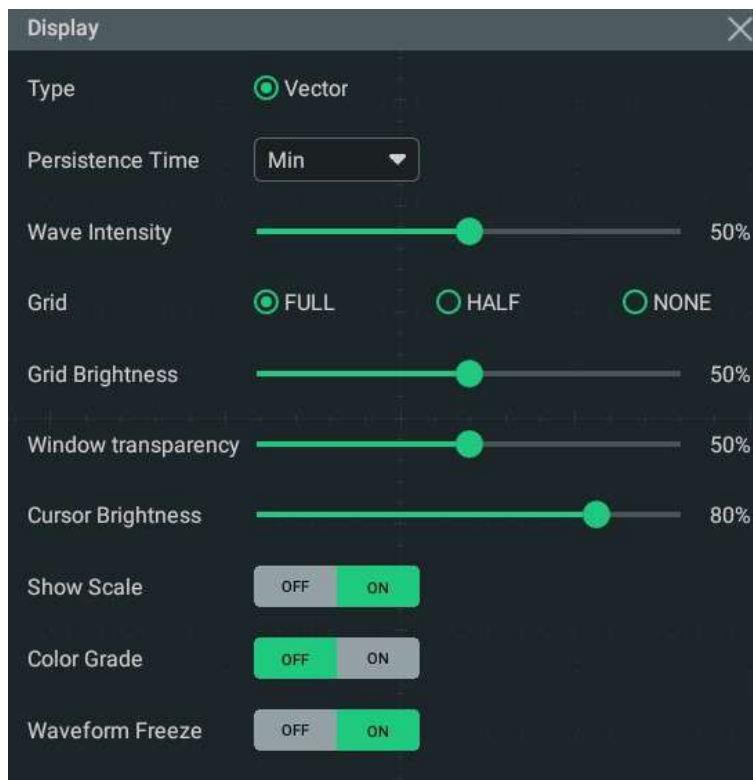 Display
Type Vector
Persistence Time Min
Wave Intensity 50%
Grid FULL HALF NONE
Grid Brightness 50%
Window transparency 50%
Cursor Brightness 80%
Show Scale OFF ON
Color Grade OFF ON
Waveform Freeze OFF ON